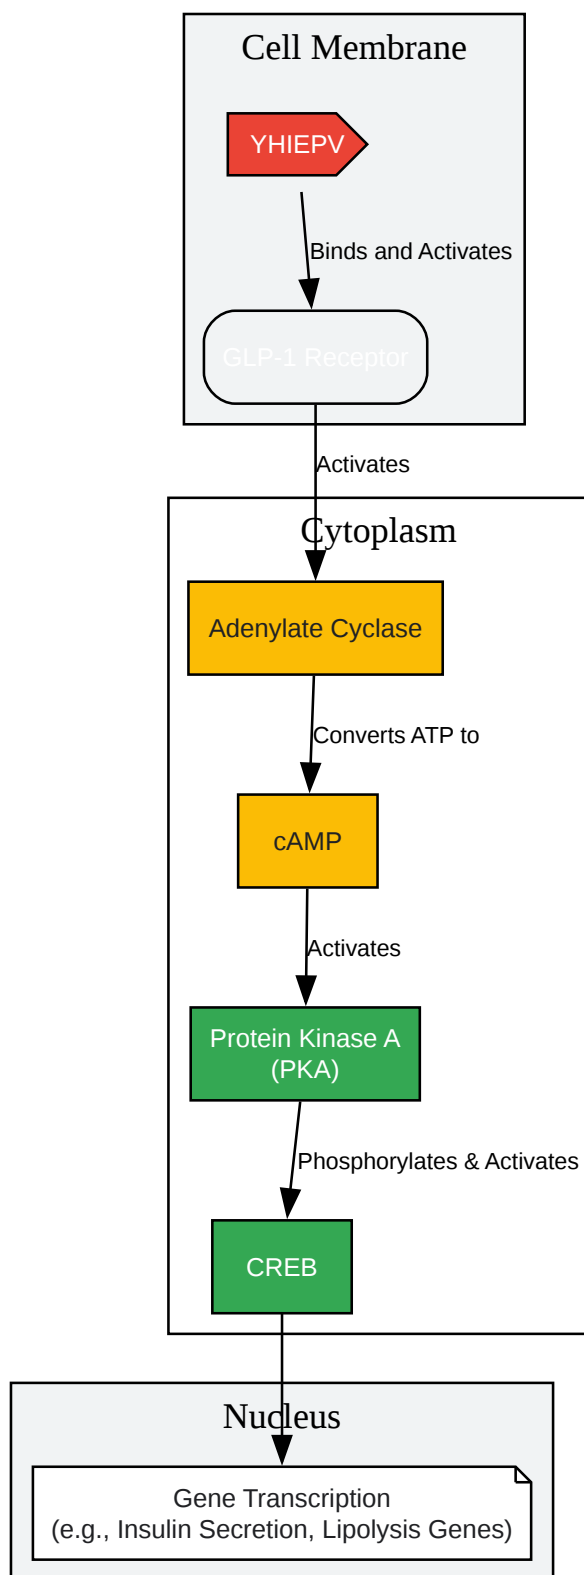 Cell Membrane
YHIEPV
Binds and Activates
GLP-1 Receptor
Activates
Cytoplasm
Adenylate Cyclase
Converts ATP to
cAMP
Activates
Protein Kinase A
(PKA)
Phosphorylates & Activates
CREB
Nucleus
Gene Transcription
(e.g., Insulin Secretion, Lipolysis Genes)